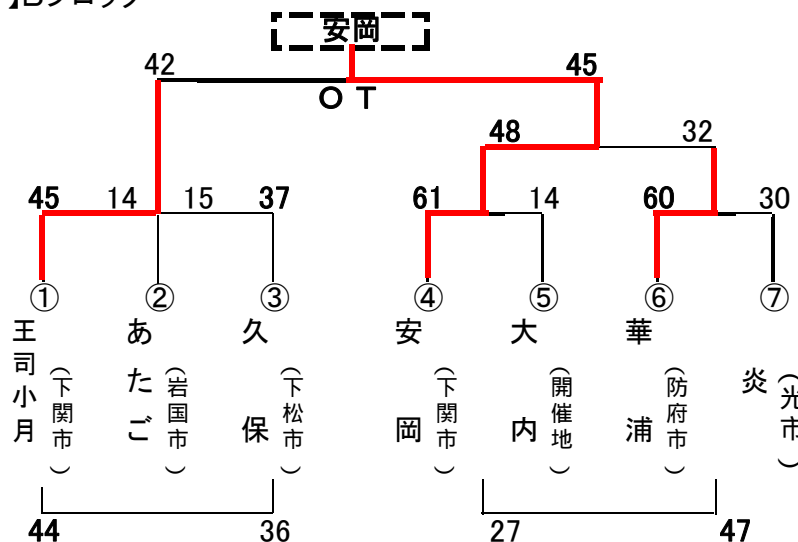 】Bブロック
安岡
42 45
OT
48 32
45 14 15 37 61 14 60 30
① ② ③ ④ ⑤ ⑥ ⑦
王司小月
(下関市)
あたご
(岩国市)
久保
(下松市)
安岡
(下関市)
大内
(開催地)
華浦
(防府市)
炎
(光市)
44 36 27 47